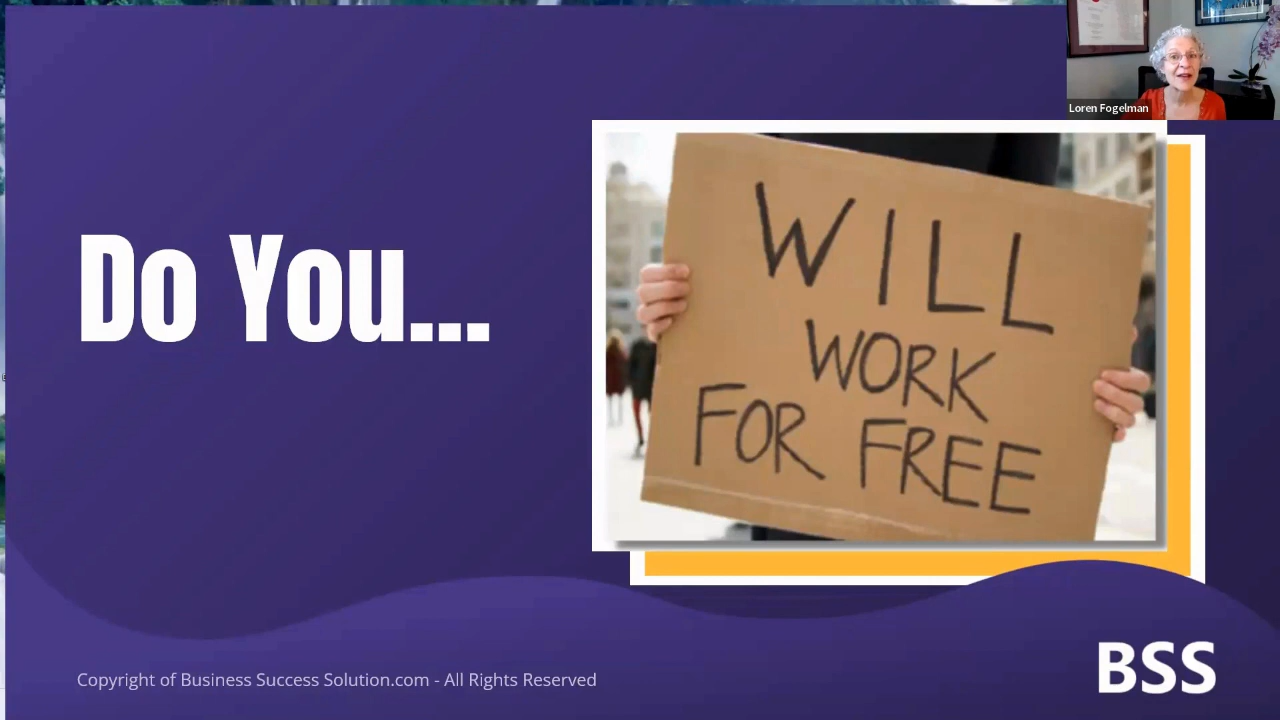 Loren Fogelman
Do You...
WILL
WORK
FOR FREE
Copyright of Business Success Solution.com - All Rights Reserved
BSS